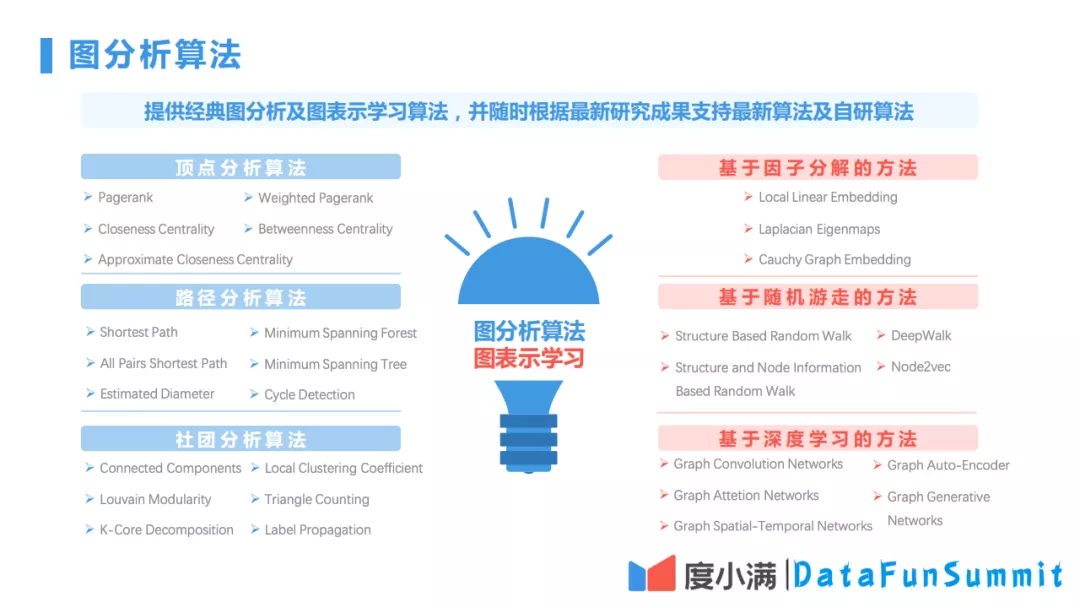 图分析算法
提供经典图分析及图表示学习算法，并随时根据最新研究成果支持最新算法及自研算法
顶点分析算法
Pagerank
Weighted Pagerank
Closeness Centrality
Betweenness Centrality
Approximate Closeness Centrality
路径分析算法
Shortest Path
Minimum Spanning Forest
All Pairs Shortest Path
Minimum Spanning Tree
Estimated Diameter
Cycle Detection
社团分析算法
Connected Components
Local Clustering Coefficient
Louvain Modularity
Triangle Counting
K-Core Decomposition
Label Propagation
图分析算法
图表示学习
基于因子分解的方法
Local Linear Embedding
Laplacian Eigenmaps
Cauchy Graph Embedding
基于随机游走的方法
Structure Based Random Walk
DeepWalk
Structure and Node Information
Based Random Walk
Node2vec
基于深度学习的方法
Graph Convolution Networks
Graph Auto-Encoder
Graph Attetion Networks
Graph Generative
Networks
Graph Spatial-Temporal Networks
度小满 | DataFunSummit